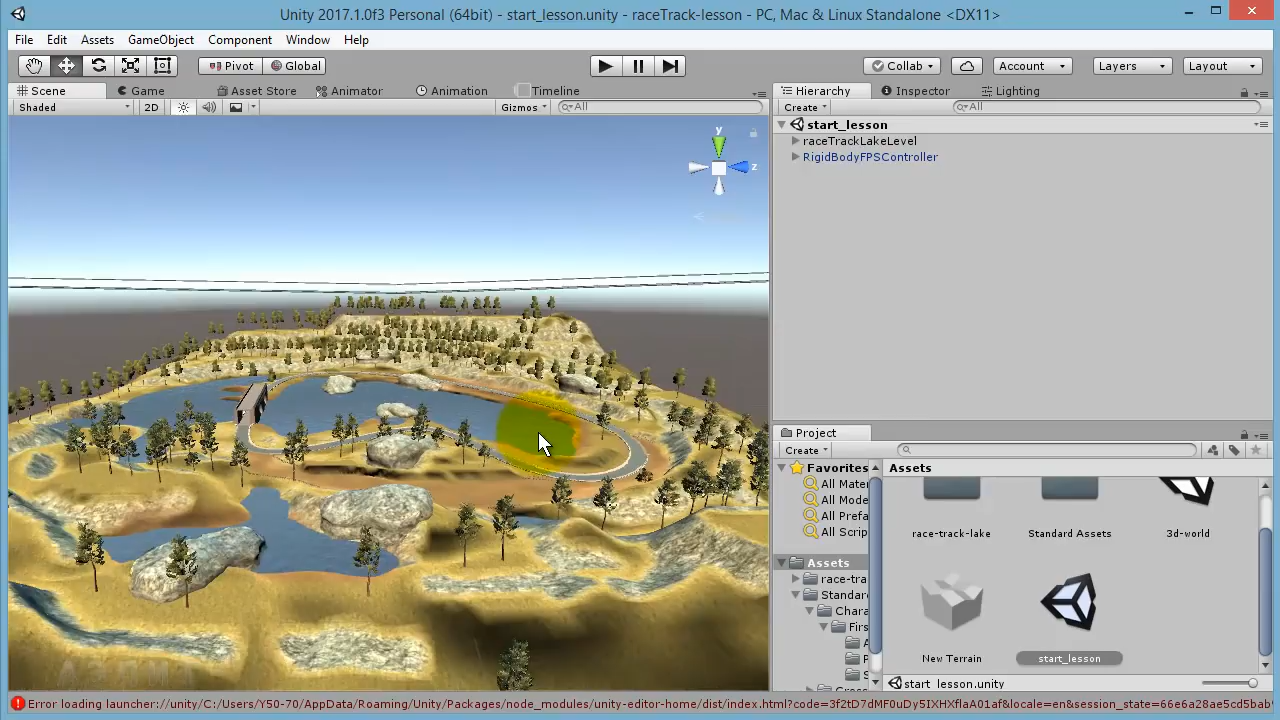 Unity 2017.1.0f3 Personal (64bit) - start_lesson.unity - raceTrack-lesson - PC, Mac & Linux Standalone <DX11>
File Edit Assets GameObject Component Window Help
Pivot Global Collab Account Layers Layout
Scene Game Asset Store Animator Animation Timeline
Shaded 2D Gizmos All
y
z
Hierarchy Inspector Lighting
Create All
start_lesson
raceTrackLakeLevel
RigidBodyFPSController
Project
Create
Favorites
All Mater
All Mode
All Prefa
All Scrip
Assets
race-tra
Standar
Chara
First
A
P
S
Assets
race-track-lake Standard Assets 3d-world
New Terrain start_lesson
start_lesson.unity
Error loading launcher://unity/C:/Users/Y50-70/AppData/Roaming/Unity/Packages/node_modules/unity-editor-home/dist/index.html?code=3f2tD7dMF0uDy5IXHXflaA01af&locale=en&session_state=66e6a28ae5cd5bab